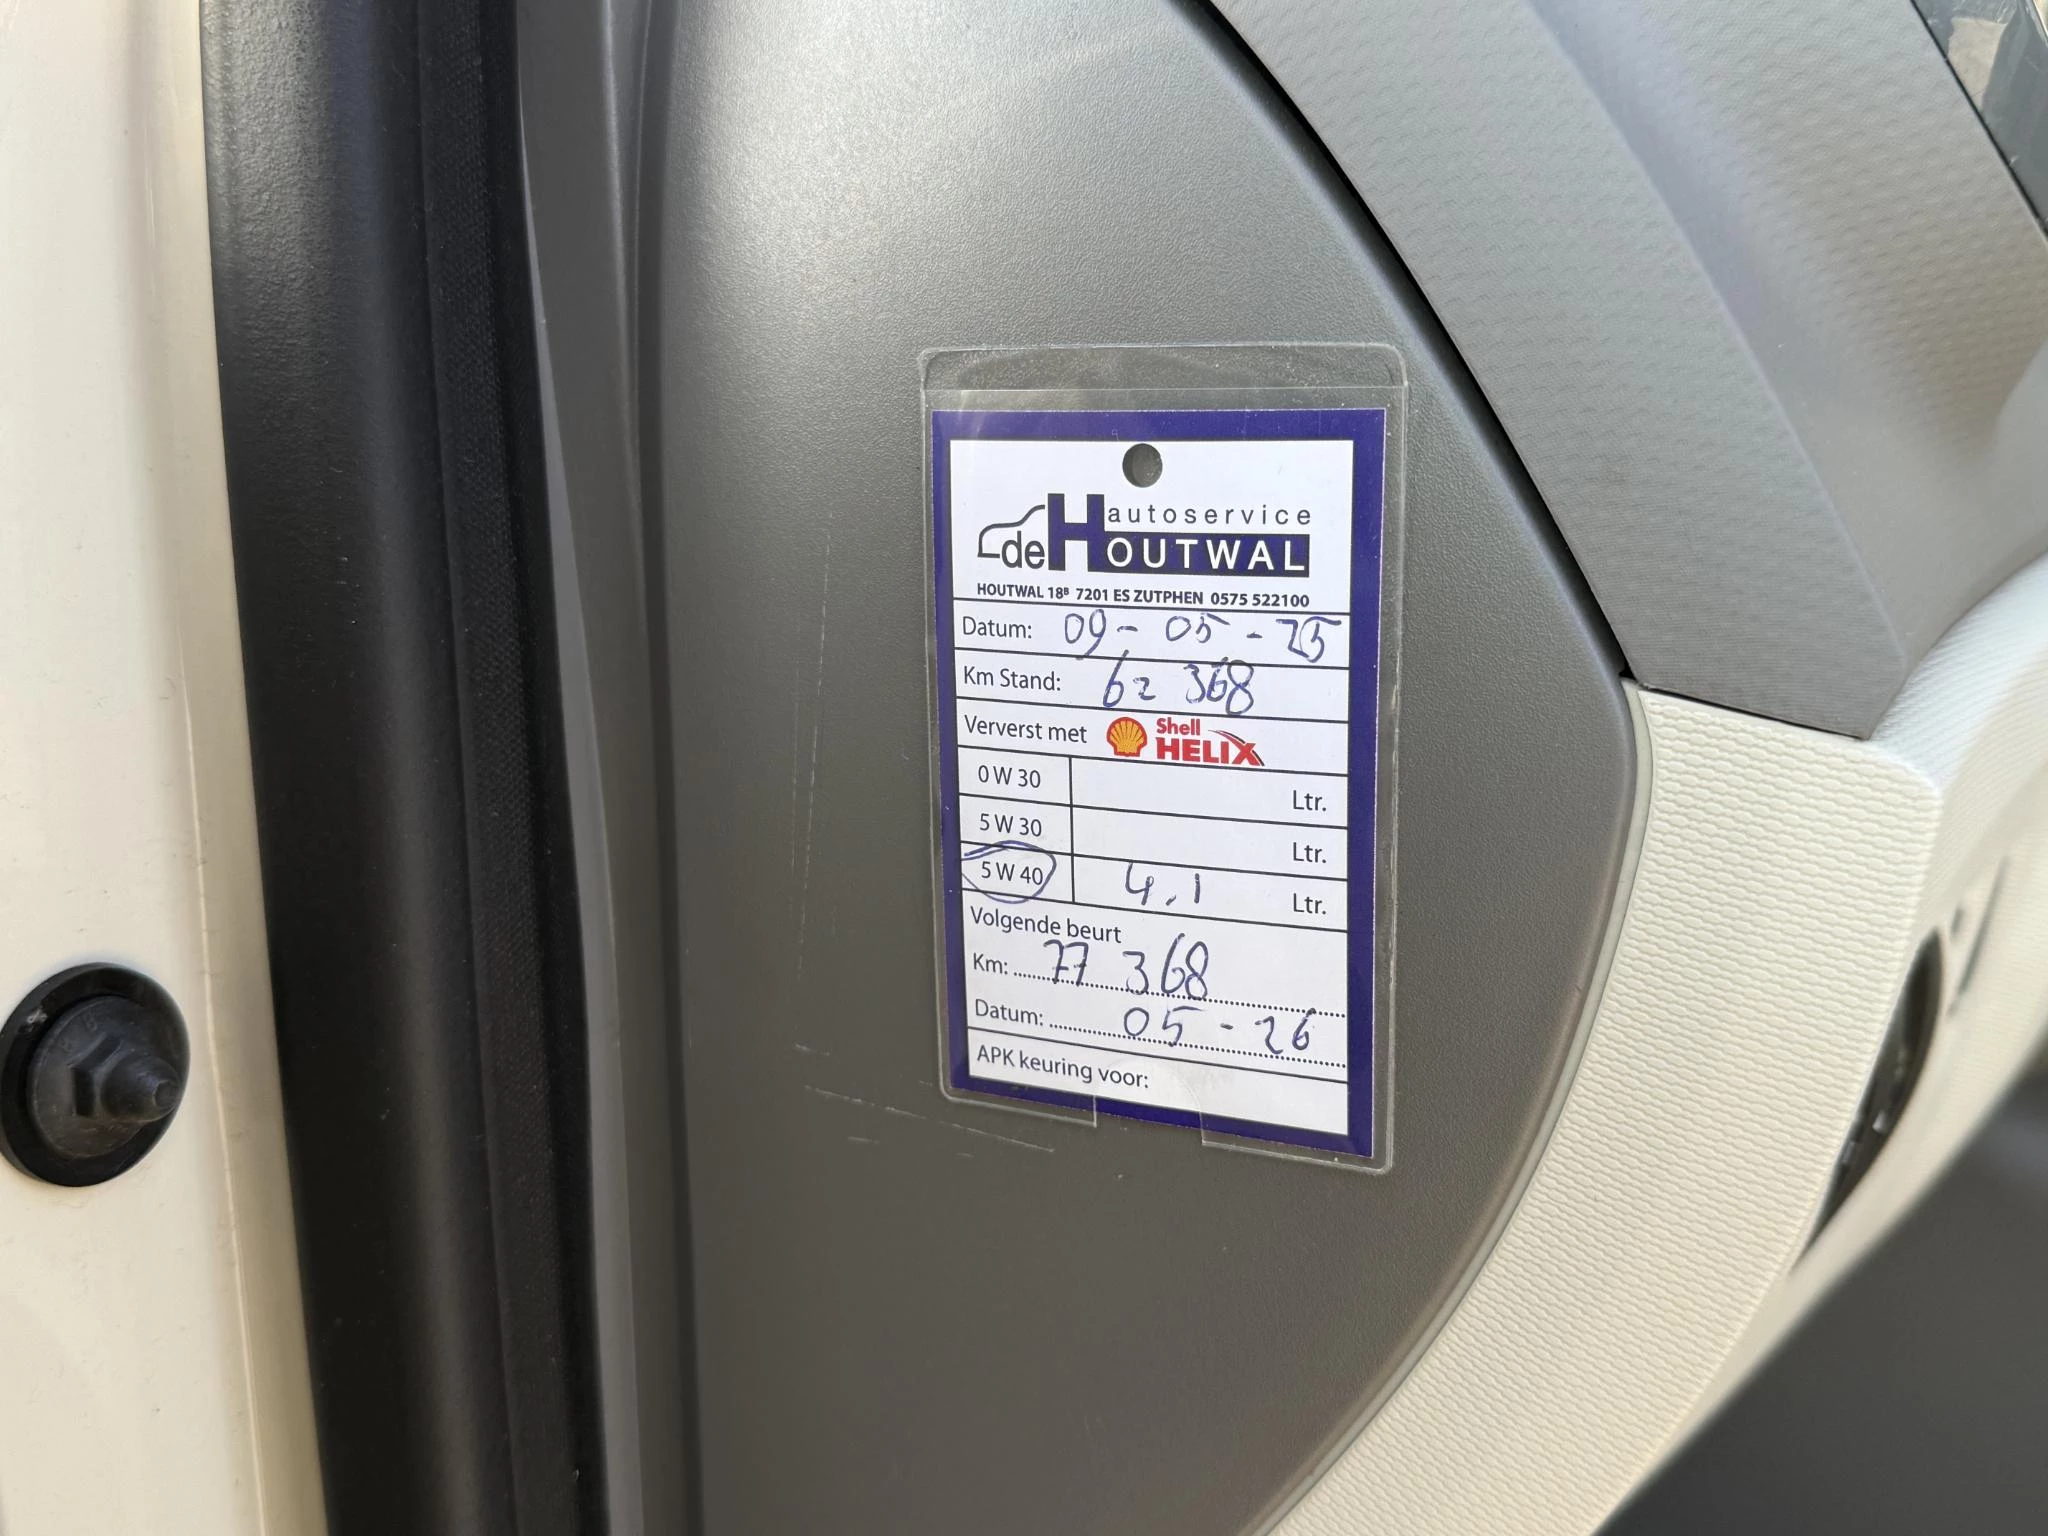 autoservice
de HOUTWAL
HOUTWAL 18B 7201 ES ZUTPHEN 0575 522100
Datum: 09-05-25
Km Stand: 62 368
Ververst met Shell HELIX
0 W 30 Ltr.
5 W 30 Ltr.
5 W 40 4,1 Ltr.
Volgende beurt
Km: 77 368
Datum: 05-26
APK keuring voor: